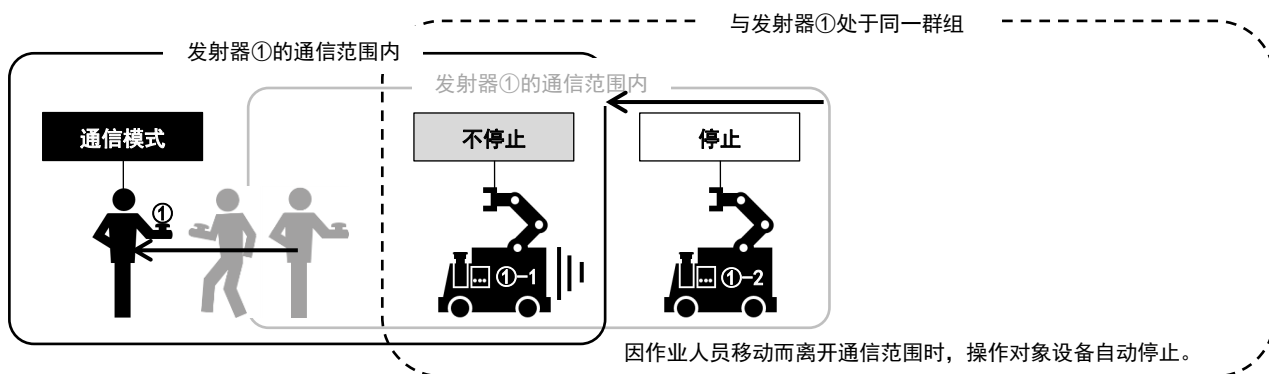 与发射器①处于同一群组
发射器①的通信范围内
发射器①的通信范围内
通信模式
不停止
停止
①
①-1
①-2
因作业人员移动而离开通信范围时，操作对象设备自动停止。